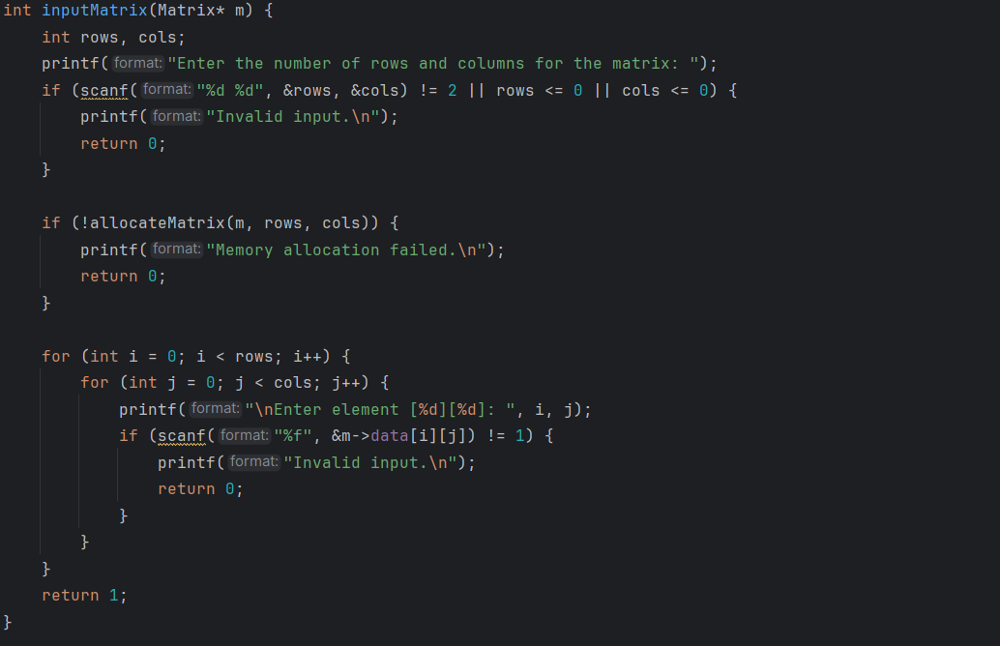 int inputMatrix(Matrix* m) {
    int rows, cols;
    printf( format: "Enter the number of rows and columns for the matrix: ");
    if (scanf( format: "%d %d", &rows, &cols) != 2 || rows <= 0 || cols <= 0) {
        printf( format: "Invalid input.\n");
        return 0;
    }
    if (!allocateMatrix(m, rows, cols)) {
        printf( format: "Memory allocation failed.\n");
        return 0;
    }
    for (int i = 0; i < rows; i++) {
        for (int j = 0; j < cols; j++) {
            printf( format: "\nEnter element [%d][%d]: ", i, j);
            if (scanf( format: "%f", &m->data[i][j]) != 1) {
                printf( format: "Invalid input.\n");
                return 0;
            }
        }
    }
    return 1;
}